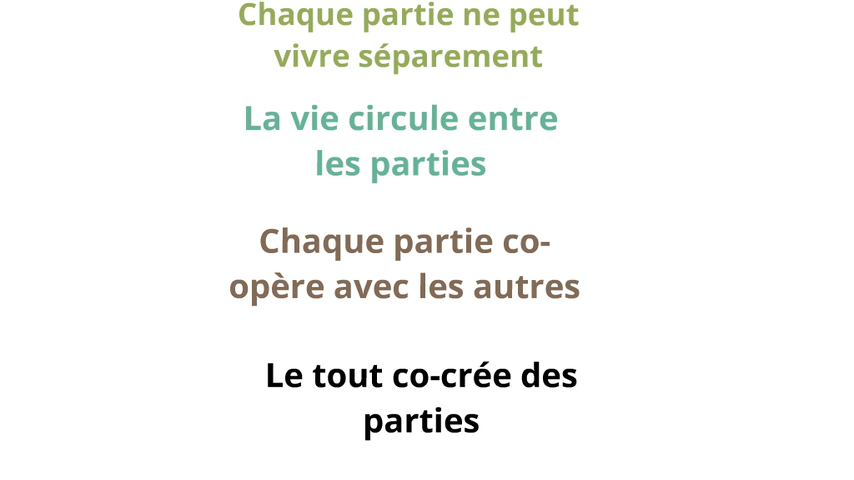 Chaque partie ne peut
vivre séparement
La vie circule entre
les parties
Chaque partie co-
opère avec les autres
Le tout co-crée des
parties